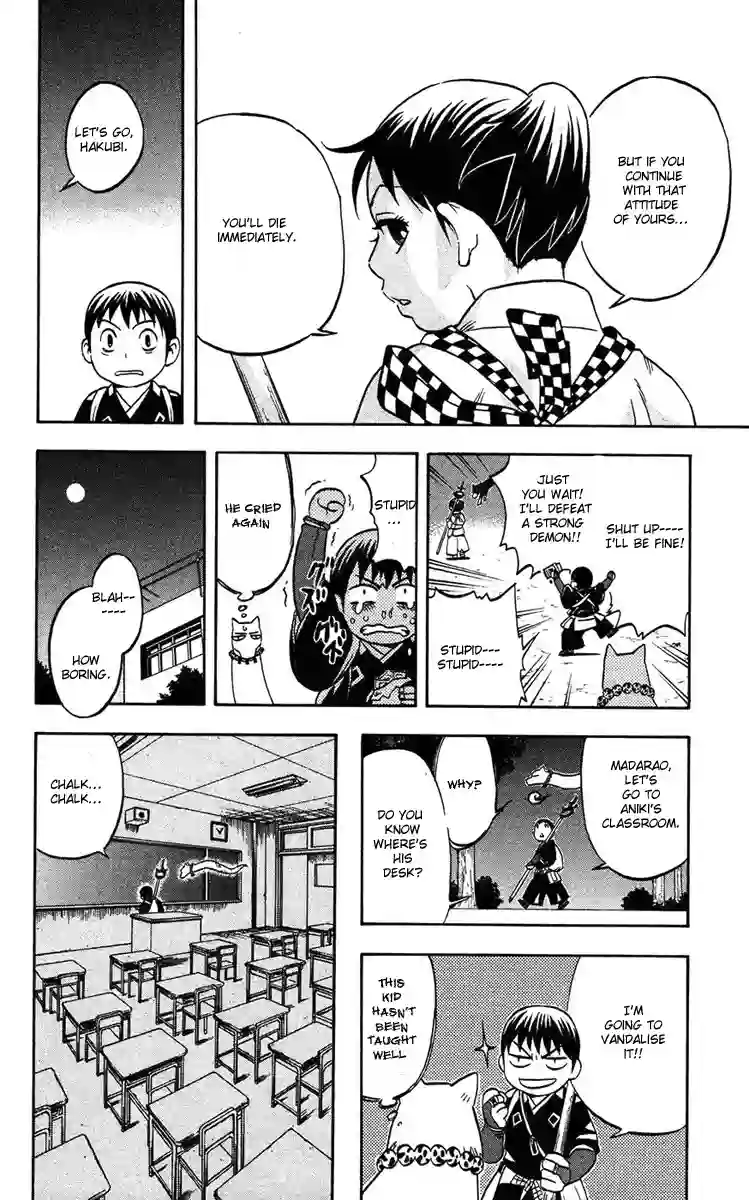 BUT IF YOU
CONTINUE
WITH THAT
ATTITUDE
OF YOURS...
YOU'LL DIE
IMMEDIATELY.
LET'S GO,
HAKUBI.
SHUT UP----
I'LL BE FINE!
JUST
YOU WAIT!
I'LL DEFEAT
A STRONG
DEMON!!
STUPID---
STUPID----
STUPID
...
HE CRIED
AGAIN
BLAH--
-----
HOW
BORING.
MADARAO,
LET'S
GO TO
ANIKI'S
CLASSROOM.
WHY?
DO YOU
KNOW
WHERE'S
HIS
DESK?
I'M
GOING TO
VANDALISE
IT!!
THIS
KID
HASN'T
BEEN
TAUGHT
WELL
CHALK...
CHALK...